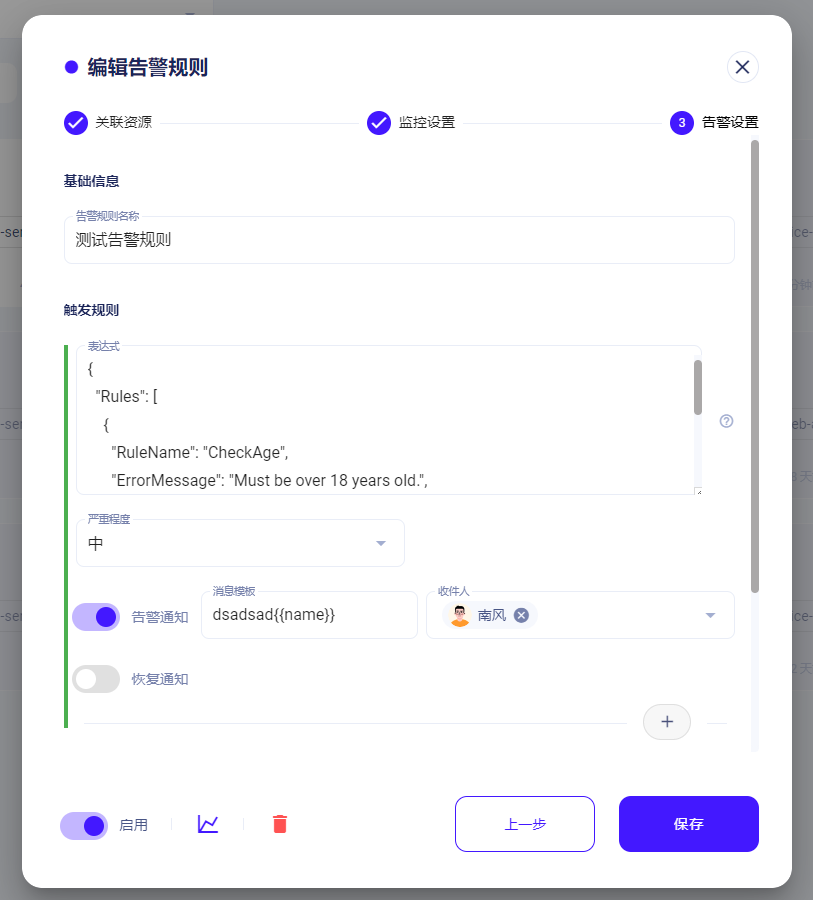 编辑告警规则
关联资源
监控设置
3 告警设置
基础信息
告警规则名称
测试告警规则
触发规则
表达式
{
"Rules": [
{
"RuleName": "CheckAge",
"ErrorMessage": "Must be over 18 years old.",
严重程度
中
告警通知
消息模板
dsadsad{{name}}
收件人
南风
恢复通知
启用
上一步
保存